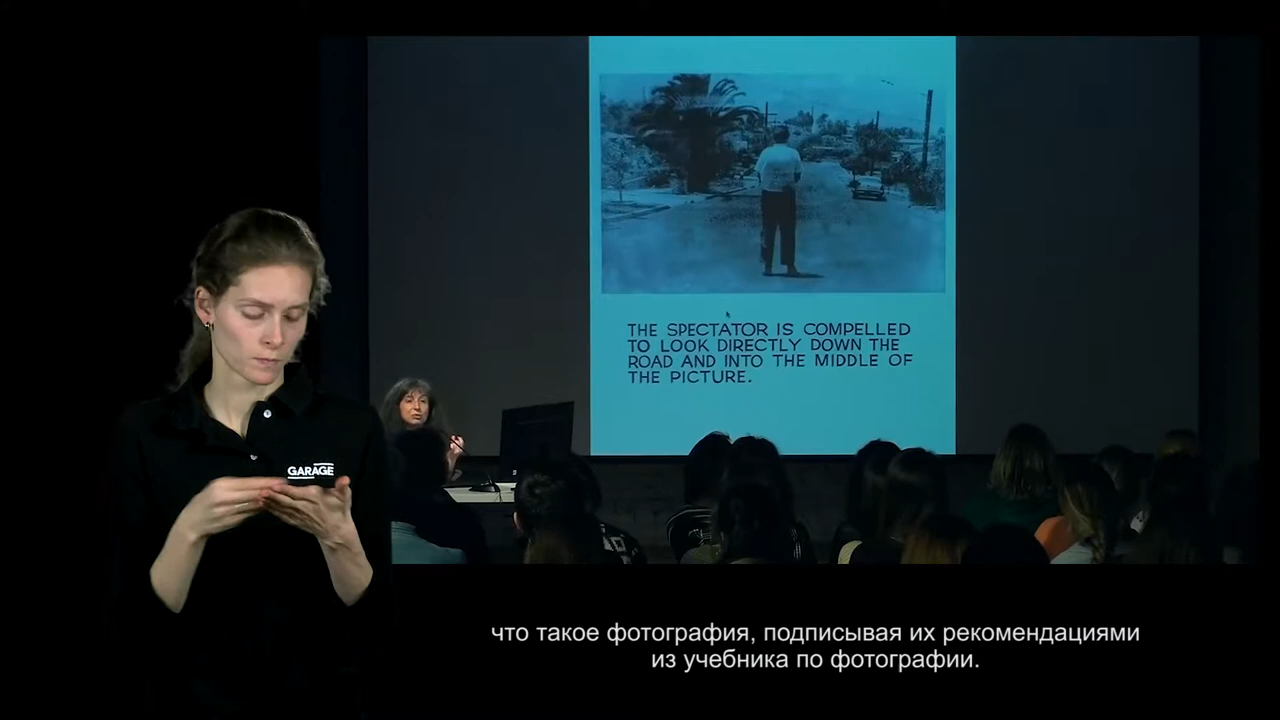 THE SPECTATOR IS COMPELLED
TO LOOK DIRECTLY DOWN THE
ROAD AND INTO THE MIDDLE OF
THE PICTURE.
GARAGE
что такое фотография, подписывая их рекомендациями
из учебника по фотографии.